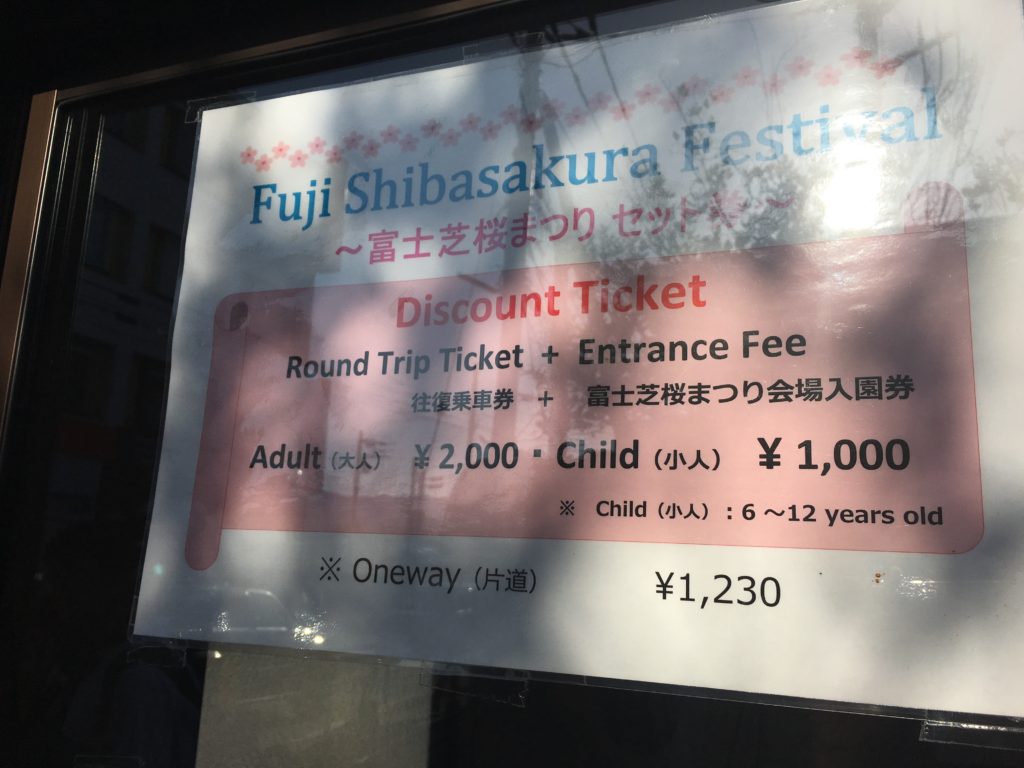 Fuji Shibasakura Festival
～富士芝桜まつり セット券～
Discount Ticket
Round Trip Ticket + Entrance Fee
往復乗車券 + 富士芝桜まつり会場入園券
Adult (大人) ¥2,000・Child (小人) ¥ 1,000
※ Child (小人) : 6 ～12 years old
※ Oneway (片道) ¥1,230